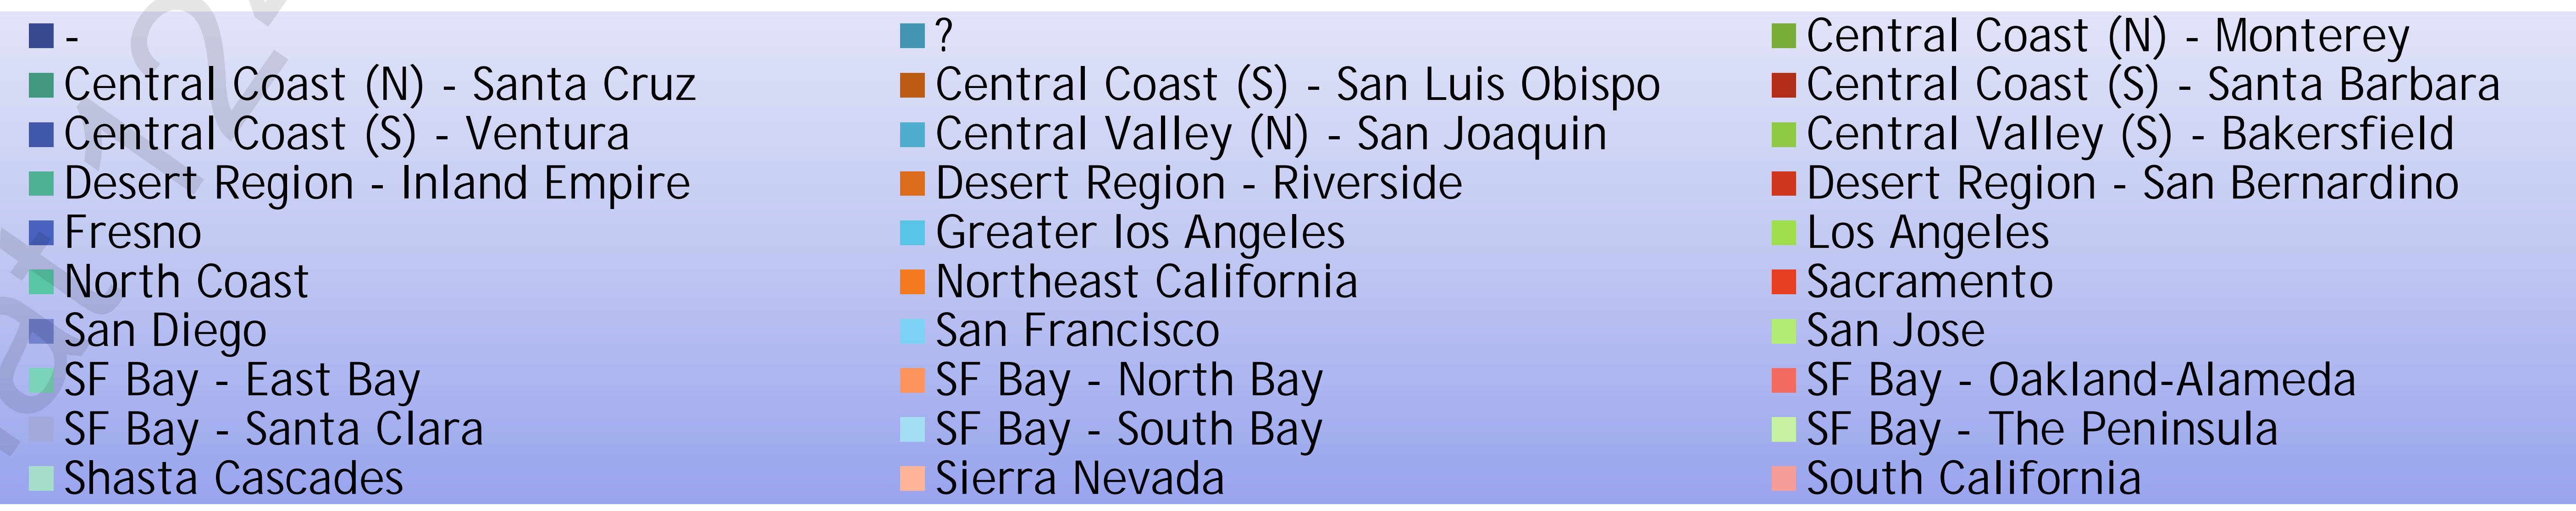 - ? Central Coast (N) - Monterey
Central Coast (N) - Santa Cruz Central Coast (S) - San Luis Obispo Central Coast (S) - Santa Barbara
Central Coast (S) - Ventura Central Valley (N) - San Joaquin Central Valley (S) - Bakersfield
Desert Region - Inland Empire Desert Region - Riverside Desert Region - San Bernardino
Fresno Greater los Angeles Los Angeles
North Coast Northeast California Sacramento
San Diego San Francisco San Jose
SF Bay - East Bay SF Bay - North Bay SF Bay - Oakland-Alameda
SF Bay - Santa Clara SF Bay - South Bay SF Bay - The Peninsula
Shasta Cascades Sierra Nevada South California